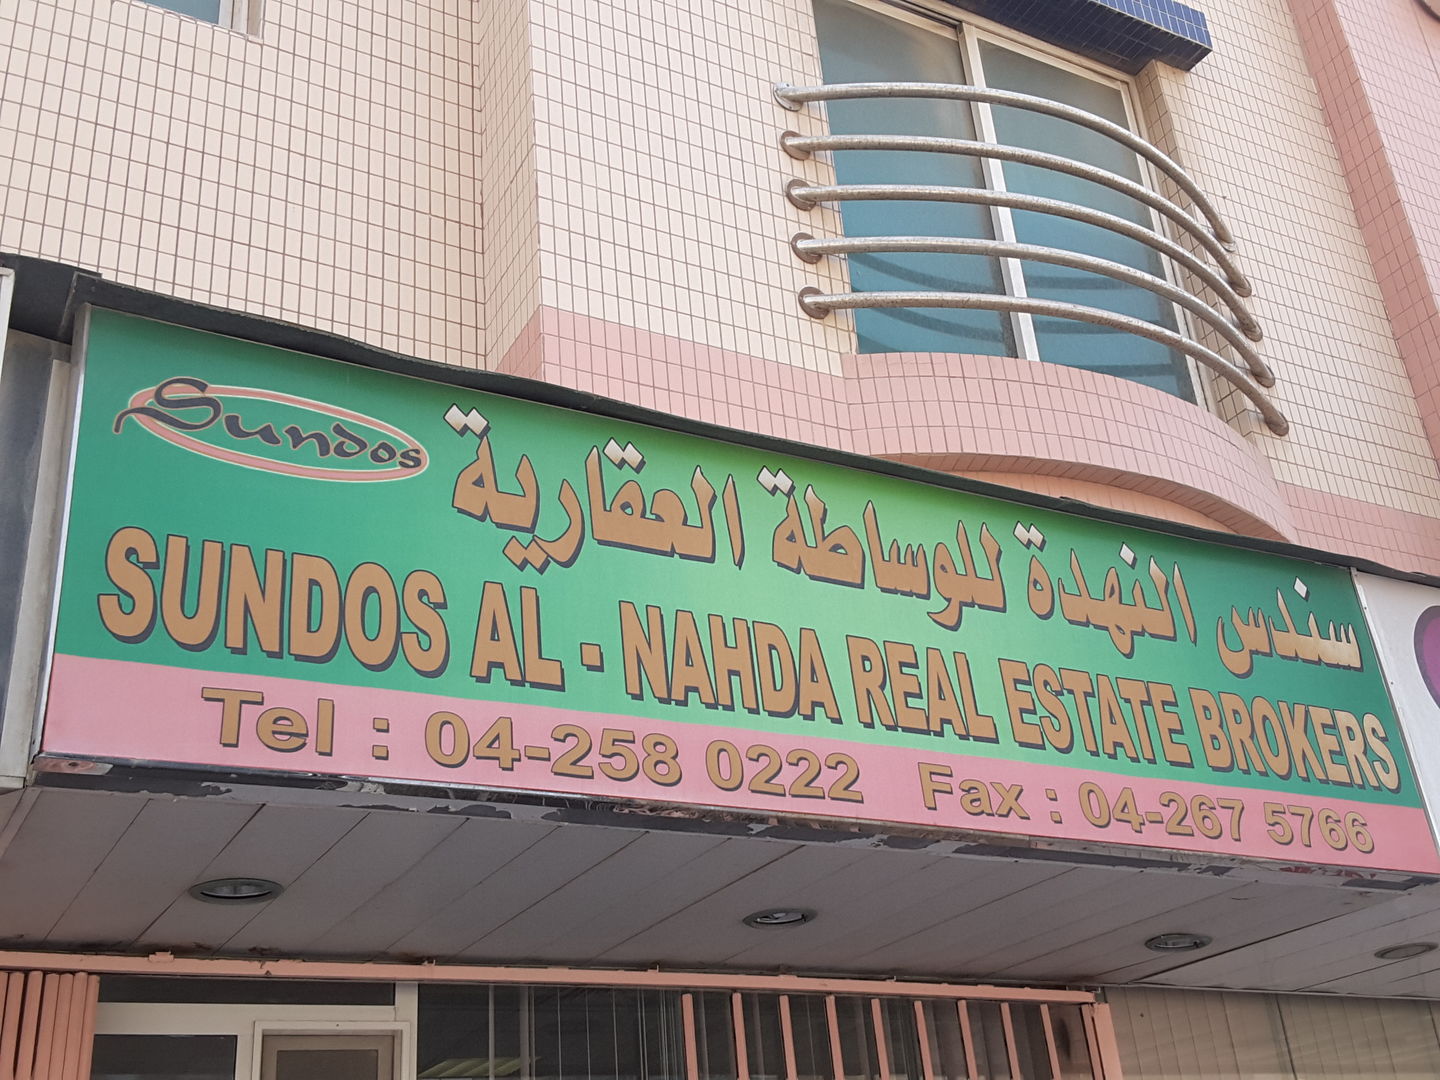 Sundos
سندس النهدة للوساطة العقارية
SUNDOS AL - NAHDA REAL ESTATE BROKERS
Tel : 04-258 0222 Fax : 04-267 5766